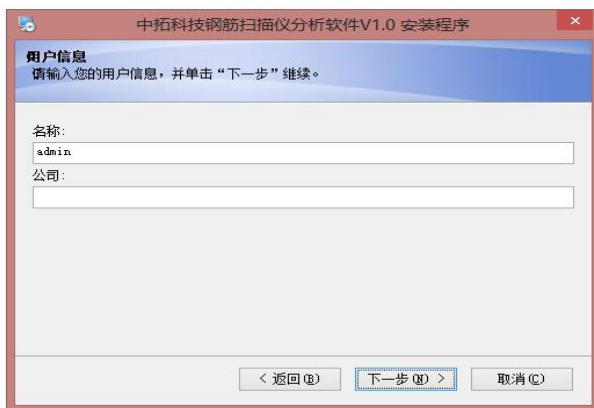 中拓科技钢筋扫描仪分析软件V1.0 安装程序
用户信息
请输入您的用户信息，并单击“下一步”继续。
名称:
admin
公司:
< 返回(B)
下一步(N) >
取消(C)